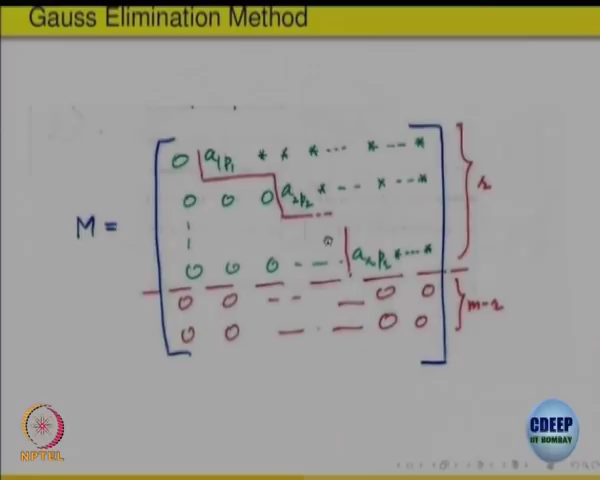 Gauss Elimination Method
0 a1p1 * * * --- * --- *
0 0 0 a2p2 * -- * --- *
M =
0 0 0 -- . arpr * --- *
0 0 -- — 0 0
0 0 — . — 0 0
r
m-r
NPTEL
CDEEP
IIT BOMBAY